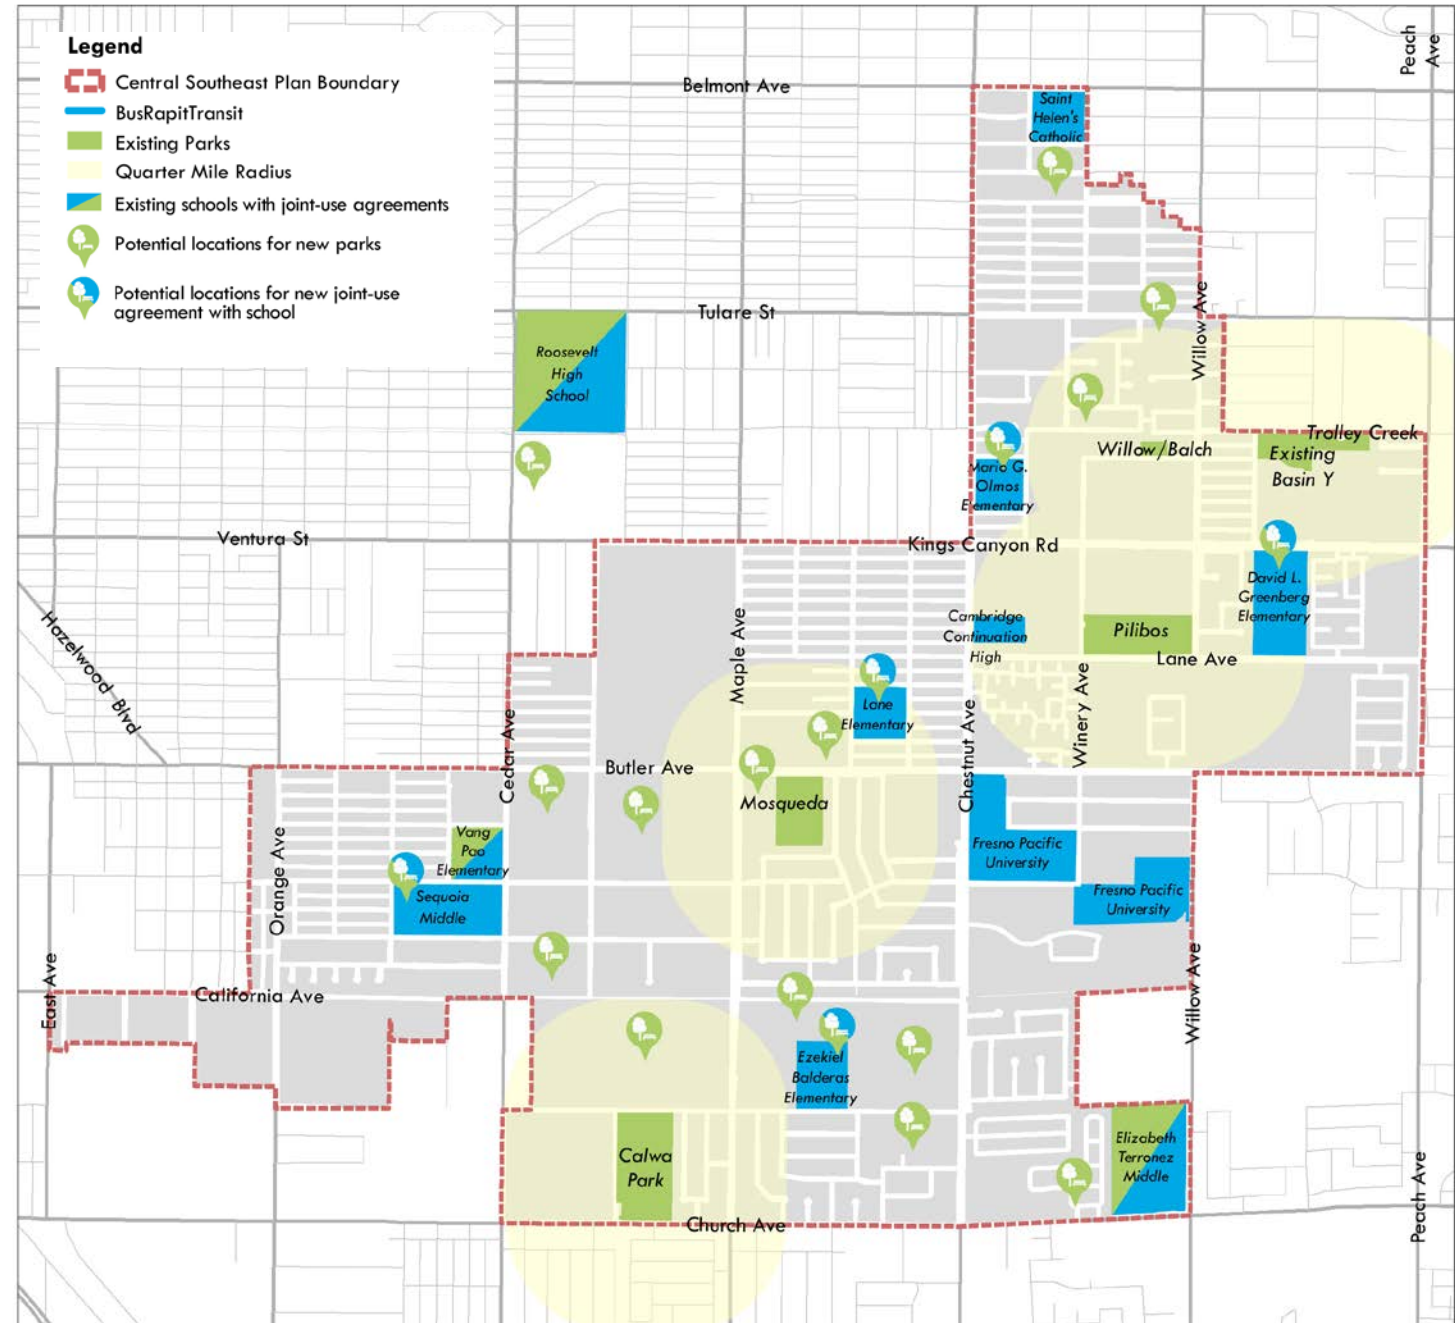 Legend
Central Southeast Plan Boundary
BusRapitTransit
Existing Parks
Quarter Mile Radius
Existing schools with joint-use agreements
Potential locations for new parks
Potential locations for new joint-use
agreement with school
Peach
Ave
Belmont Ave
Saint
Helen's
Catholic
Tulare St
Willow Ave
Roosevelt
High
School
Trolley Creek
Willow/Balch
Existing
Basin Y
Mario G.
Olmos
Elementary
Ventura St
Kings Canyon Rd
David L.
Greenberg
Elementary
Hazelwood Blvd
Cambridge
Continuation
High
Pilibos
Lane Ave
Maple Ave
Lane
Elementary
Winery Ave
Chestnut Ave
Cedar Ave
Butler Ave
Mosqueda
Orange Ave
Vang
Pao
Elementary
Fresno Pacific
University
Sequoia
Middle
Fresno Pacific
University
East Ave
California Ave
Willow Ave
Ezekiel
Balderas
Elementary
Calwa
Park
Elizabeth
Terronez
Middle
Peach Ave
Church Ave